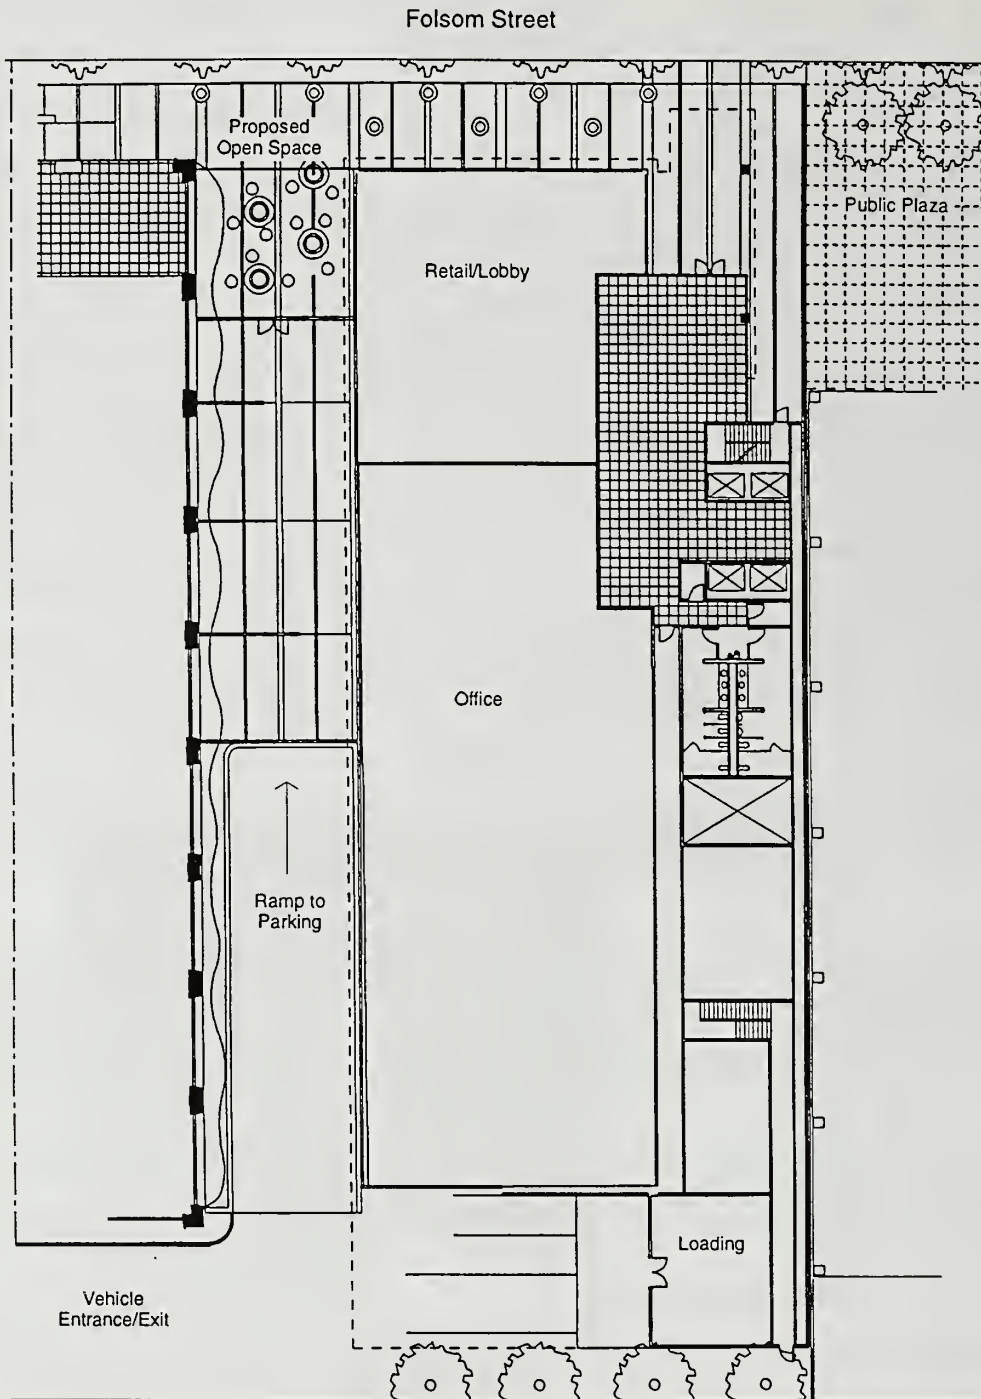 Folsom Street
Proposed
Open Space
Public Plaza
Retail/Lobby
Office
Ramp to
Parking
Loading
Vehicle
Entrance/Exit